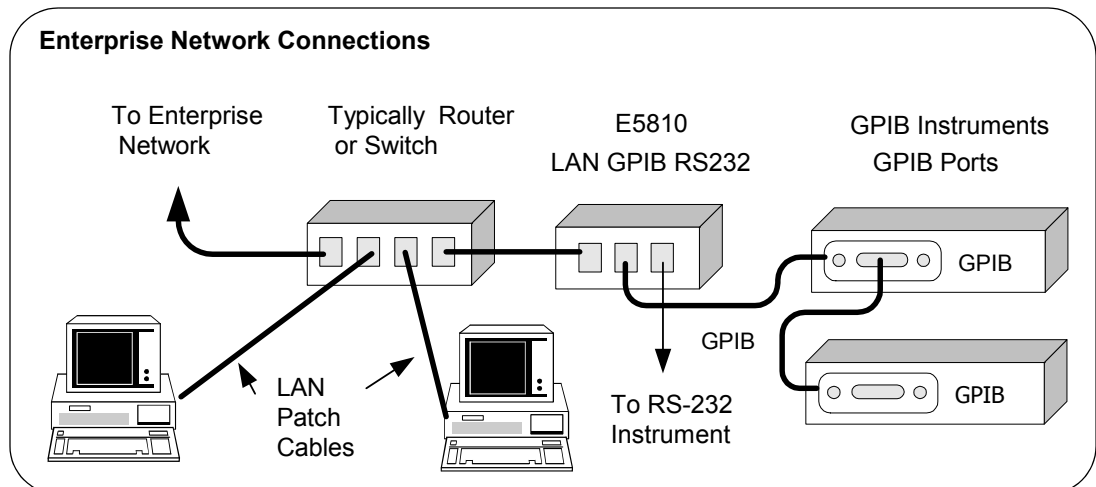 Enterprise Network Connections
To Enterprise
Network
Typically Router
or Switch
E5810
LAN GPIB RS232
GPIB Instruments
GPIB Ports
GPIB
GPIB
GPIB
LAN
Patch
Cables
To RS-232
Instrument